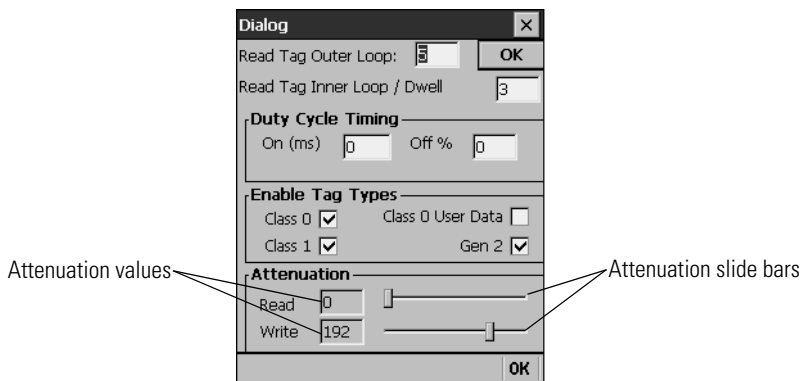 Dialog
Read Tag Outer Loop: 5 OK
Read Tag Inner Loop / Dwell 3
Duty Cycle Timing
On (ms) 0 Off % 0
Enable Tag Types
Class 0 Class 0 User Data
Class 1 Gen 2
Attenuation values Attenuation Attenuation slide bars
Read 0
Write 192
OK